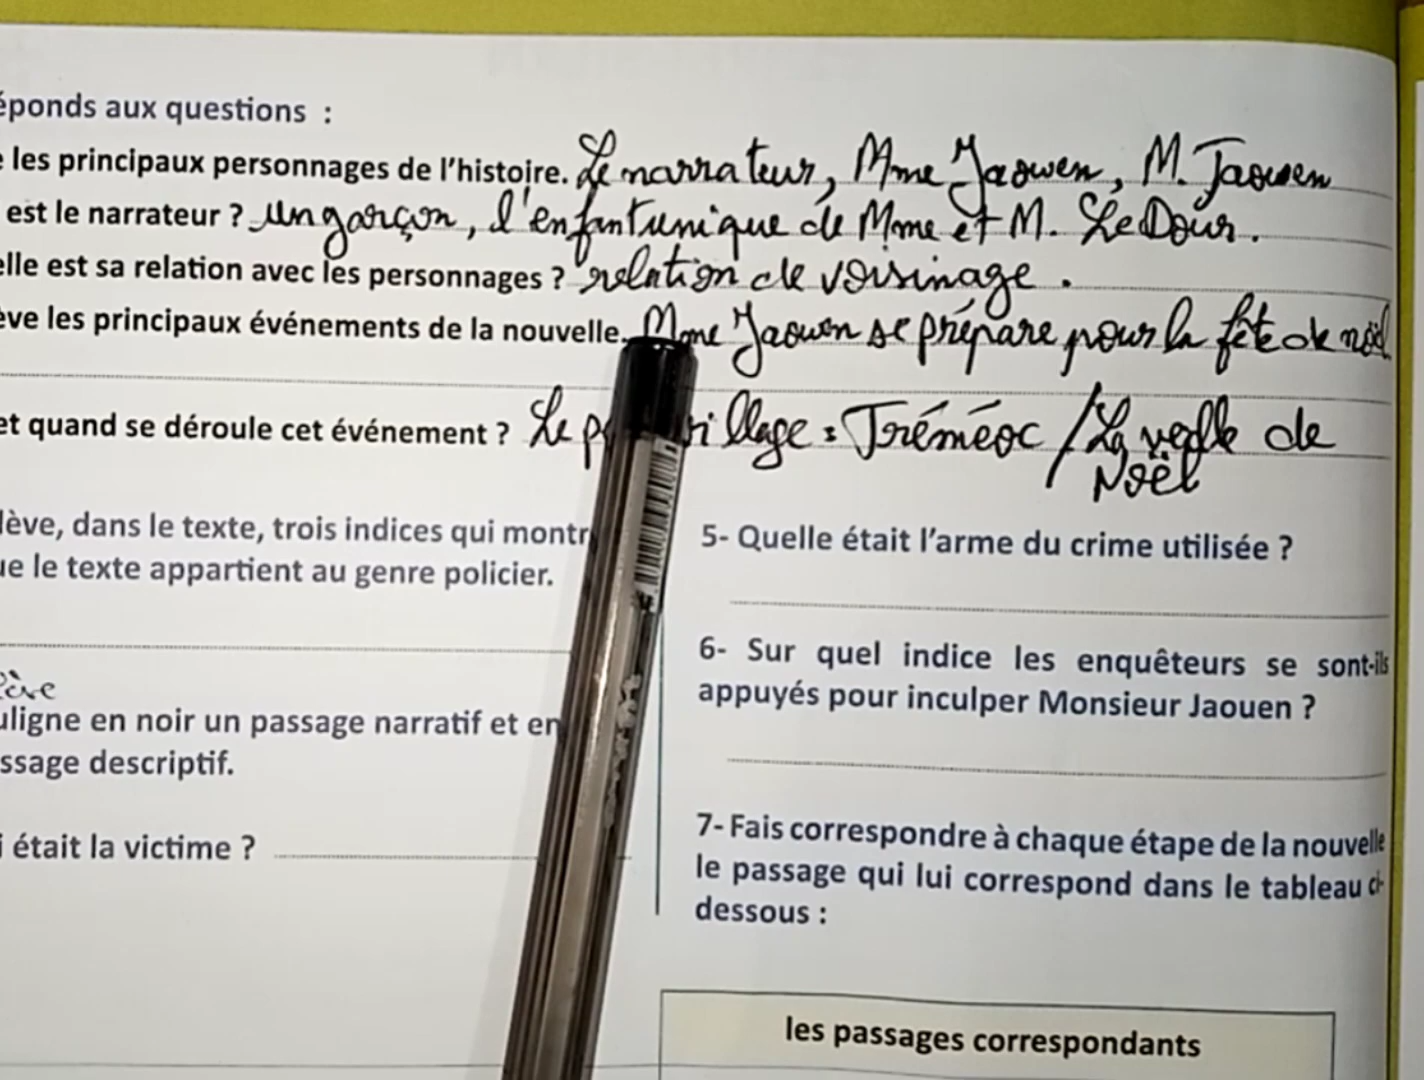 éponds aux questions :
les principaux personnages de l'histoire. Le narrateur, Mme Jaouen, M. Jaouen
est le narrateur ? Un garçon, l'enfant unique de Mme et M. Le Dour.
elle est sa relation avec les personnages ? relation de voisinage.
ève les principaux événements de la nouvelle. Mme Jaouen se prépare pour la fête de noël
et quand se déroule cet événement ? Le village : Tréméoc / La veille de
Noël
lève, dans le texte, trois indices qui montr
ue le texte appartient au genre policier.
ligne en noir un passage narratif et en
ssage descriptif.
i était la victime ?
5- Quelle était l'arme du crime utilisée ?
6- Sur quel indice les enquêteurs se sont-ils
appuyés pour inculper Monsieur Jaouen ?
7- Fais correspondre à chaque étape de la nouvelle
le passage qui lui correspond dans le tableau ci-
dessous :
les passages correspondants